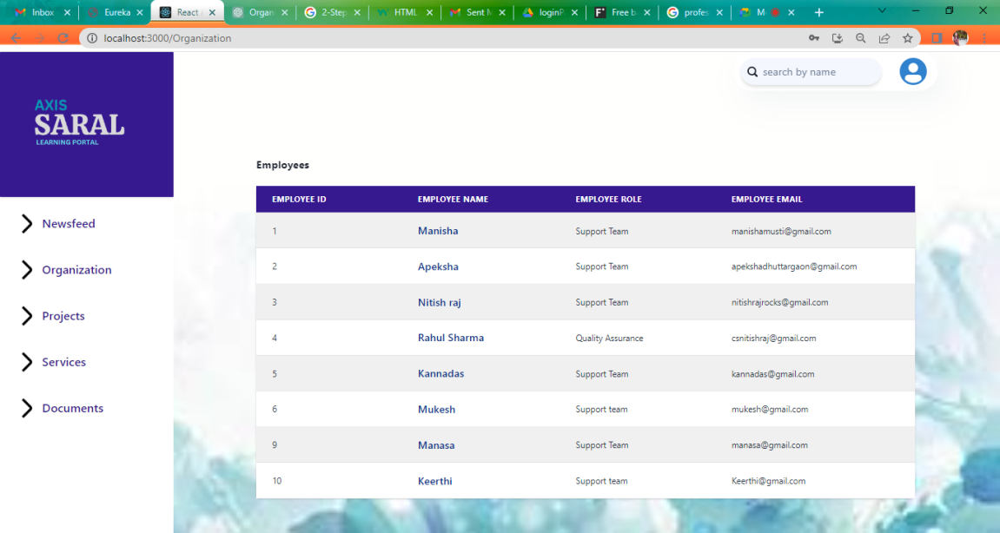 Inbox Eureka React Organ 2-Step HTML Sent M loginP Free b profes M
localhost:3000/Organization
search by name
AXIS
SARAL
LEARNING PORTAL
Newsfeed
Organization
Projects
Services
Documents
Employees
EMPLOYEE ID EMPLOYEE NAME EMPLOYEE ROLE EMPLOYEE EMAIL
1 Manisha Support Team manishamusti@gmail.com
2 Apeksha Support Team apekshadhuttargaon@gmail.com
3 Nitish raj Support Team nitishrajrocks@gmail.com
4 Rahul Sharma Quality Assurance csnitishraj@gmail.com
5 Kannadas Support Team kannadas@gmail.com
6 Mukesh Support team mukesh@gmail.com
9 Manasa Support Team manasa@gmail.com
10 Keerthi Support team Keerthi@gmail.com